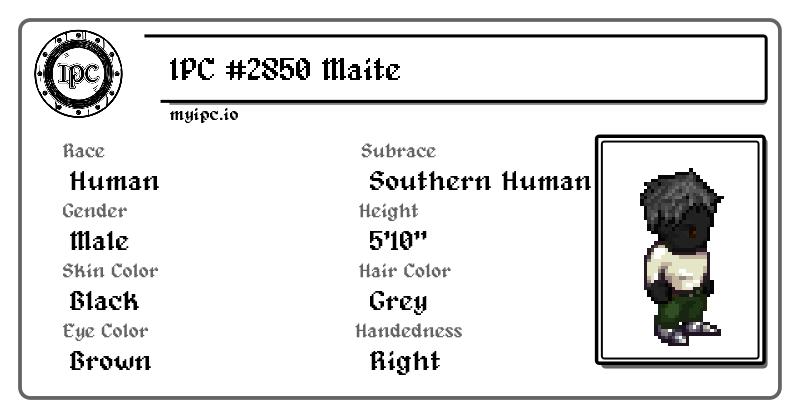 IPC
IPC #2850 Maite
myipc.io
Race
Subrace
Human
Southern Human
Gender
Height
Male
5'10"
Skin Color
Hair Color
Black
Grey
Eye Color
Handedness
Brown
Right